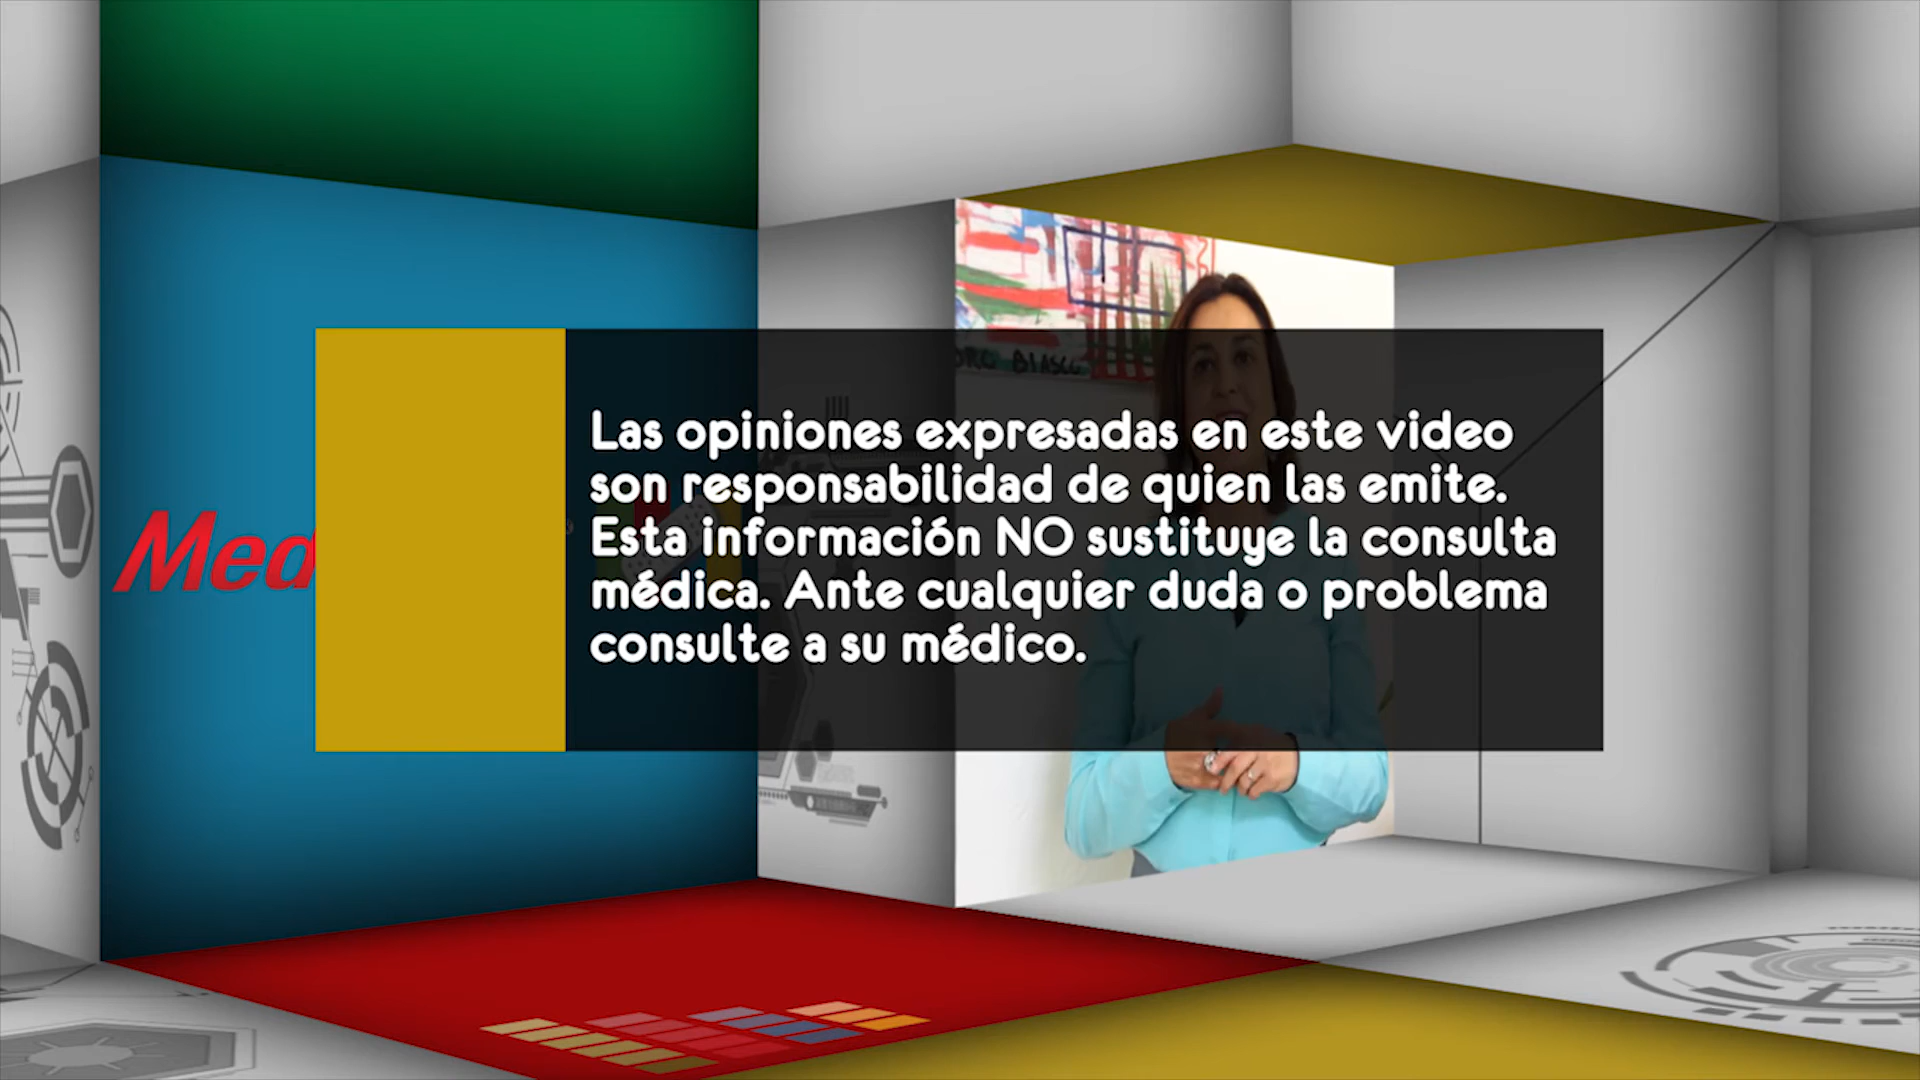 Med
Las opiniones expresadas en este video
son responsabilidad de quien las emite.
Esta información NO sustituye la consulta
médica. Ante cualquier duda o problema
consulte a su médico.